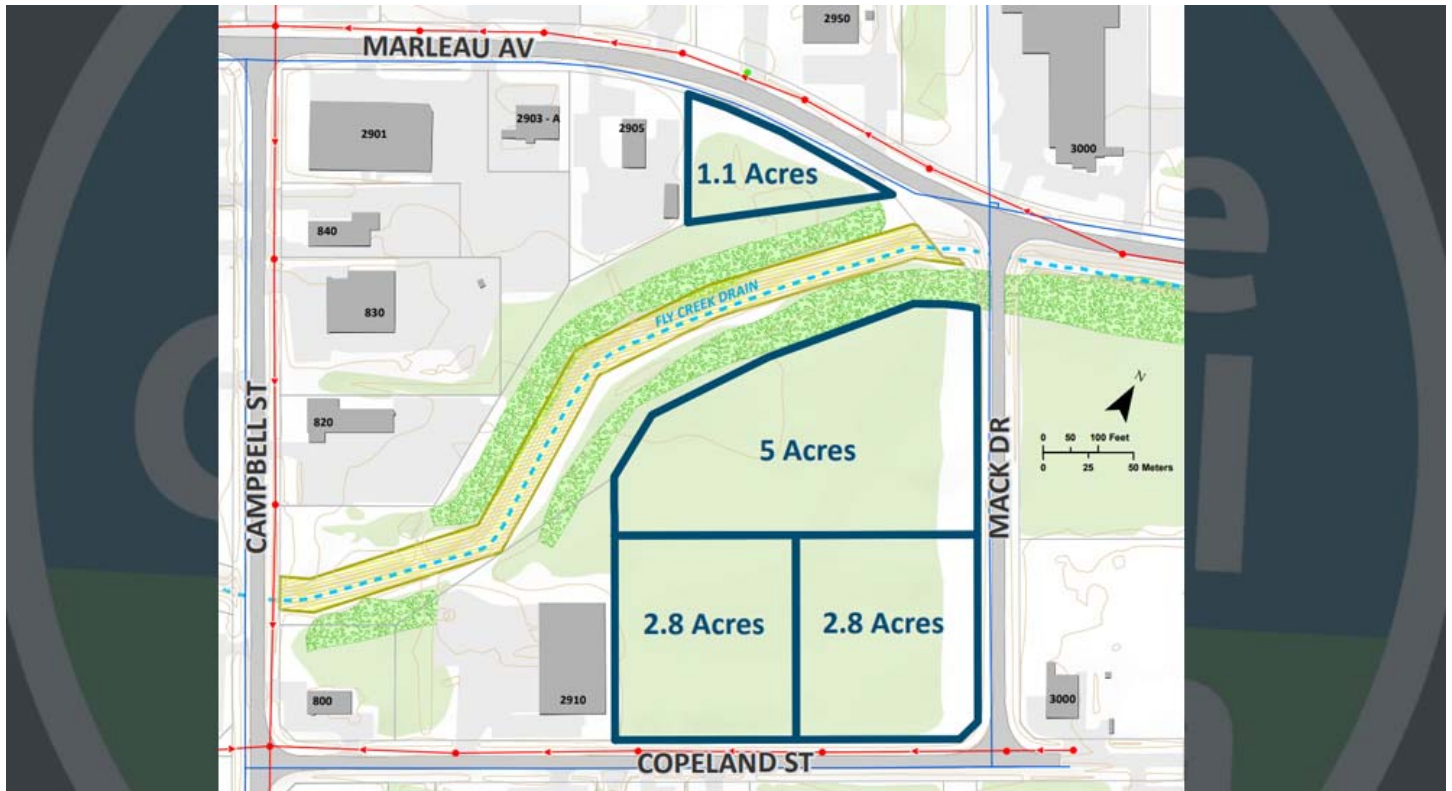 MARLEAU AV
2950
2901
2903 - A
2905
3000
1.1 Acres
840
830
FLY CREEK DRAIN
820
CAMPBELL ST
5 Acres
MACK DR
N
0 50 100 Feet
0 25 50 Meters
2.8 Acres
2.8 Acres
800
2910
3000
COPELAND ST